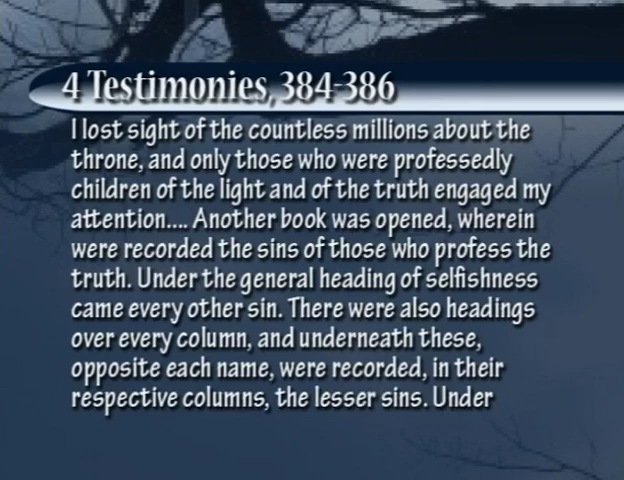 4 Testimonies, 384-386
I lost sight of the countless millions about the
throne, and only those who were professedly
children of the light and of the truth engaged my
attention.... Another book was opened, wherein
were recorded the sins of those who profess the
truth. Under the general heading of selfishness
came every other sin. There were also headings
over every column, and underneath these,
opposite each name, were recorded, in their
respective columns, the lesser sins. Under